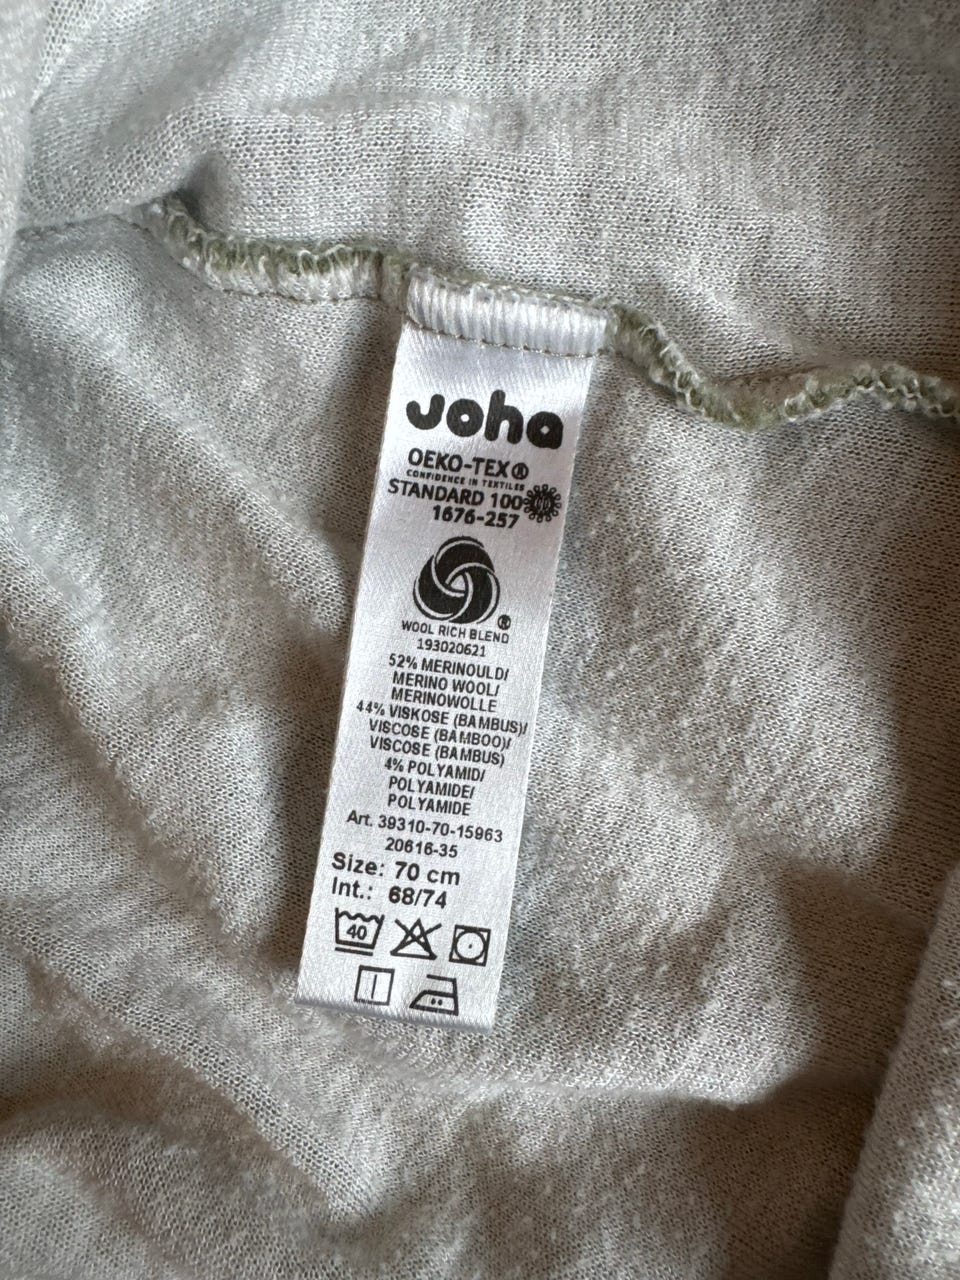 joha
OEKO-TEX®
CONFIDENCE IN TEXTILES
STANDARD 100
1676-257
®
WOOL RICH BLEND
193020621
52% MERINOULD/
MERINO WOOL/
MERINOWOLLE
44% VISKOSE (BAMBUS)/
VISCOSE (BAMBOO)/
VISCOSE (BAMBUS)
4% POLYAMID/
POLYAMIDE/
POLYAMIDE
Art. 39310-70-15963
20616-35
Size: 70 cm
Int.: 68/74
40